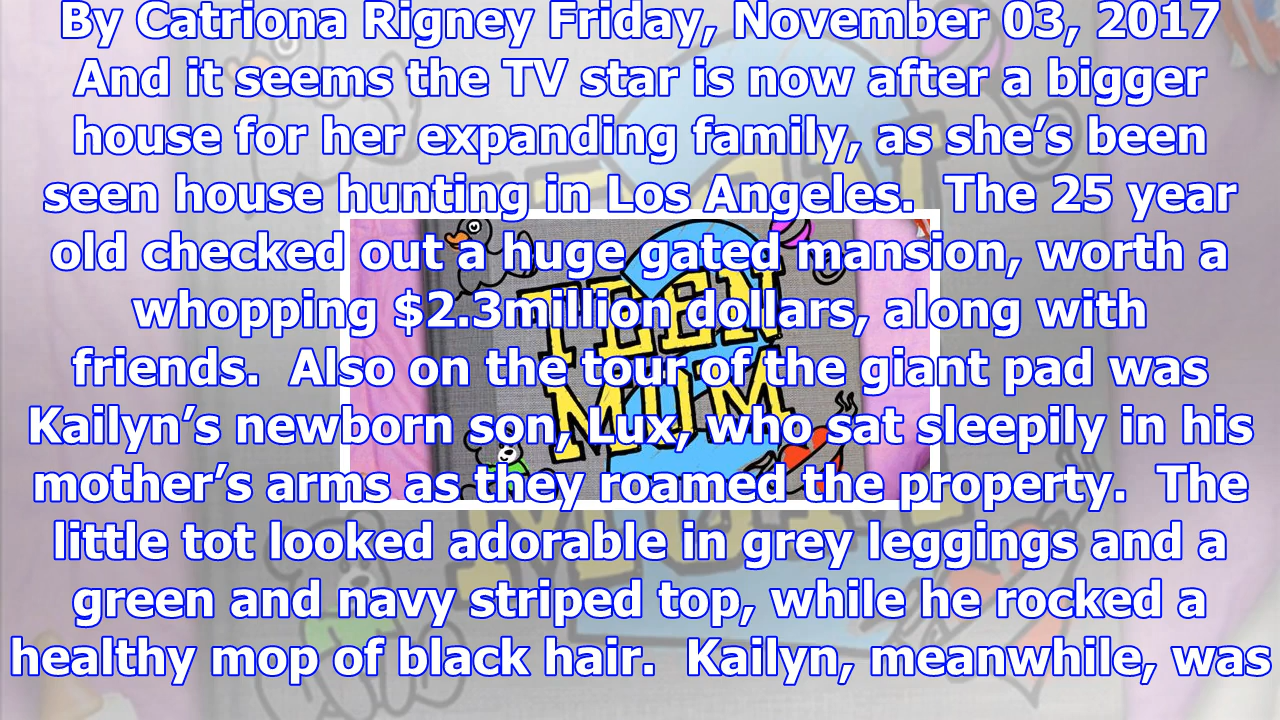 By Catriona Rigney Friday, November 03, 2017
And it seems the TV star is now after a bigger
house for her expanding family, as she’s been
seen house hunting in Los Angeles.  The 25 year
old checked out a huge gated mansion, worth a
whopping $2.3million dollars, along with
friends.  Also on the tour of the giant pad was
Kailyn’s newborn son, Lux, who sat sleepily in his
mother’s arms as they roamed the property.  The
little tot looked adorable in grey leggings and a
green and navy striped top, while he rocked a
healthy mop of black hair.  Kailyn, meanwhile, was
TEEN
MUM